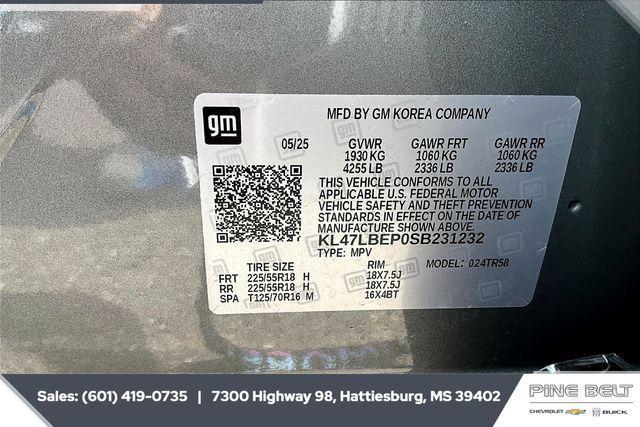 gm
MFD BY GM KOREA COMPANY
05/25 GVWR GAWR FRT GAWR RR
1930 KG 1060 KG 1060 KG
4255 LB 2336 LB 2336 LB
THIS VEHICLE CONFORMS TO ALL
APPLICABLE U.S. FEDERAL MOTOR
VEHICLE SAFETY AND THEFT PREVENTION
STANDARDS IN EFFECT ON THE DATE OF
MANUFACTURE SHOWN ABOVE.
KL47LBEP0SB231232
TYPE: MPV MODEL: 024TR58
TIRE SIZE RIM
FRT 225/55R18 H 18X7.5J
RR 225/55R18 H 18X7.5J
SPA T125/70R16 M 16X4BT
Sales: (601) 419-0735 | 7300 Highway 98, Hattiesburg, MS 39402
PINE BELT
CHEVROLET BUICK